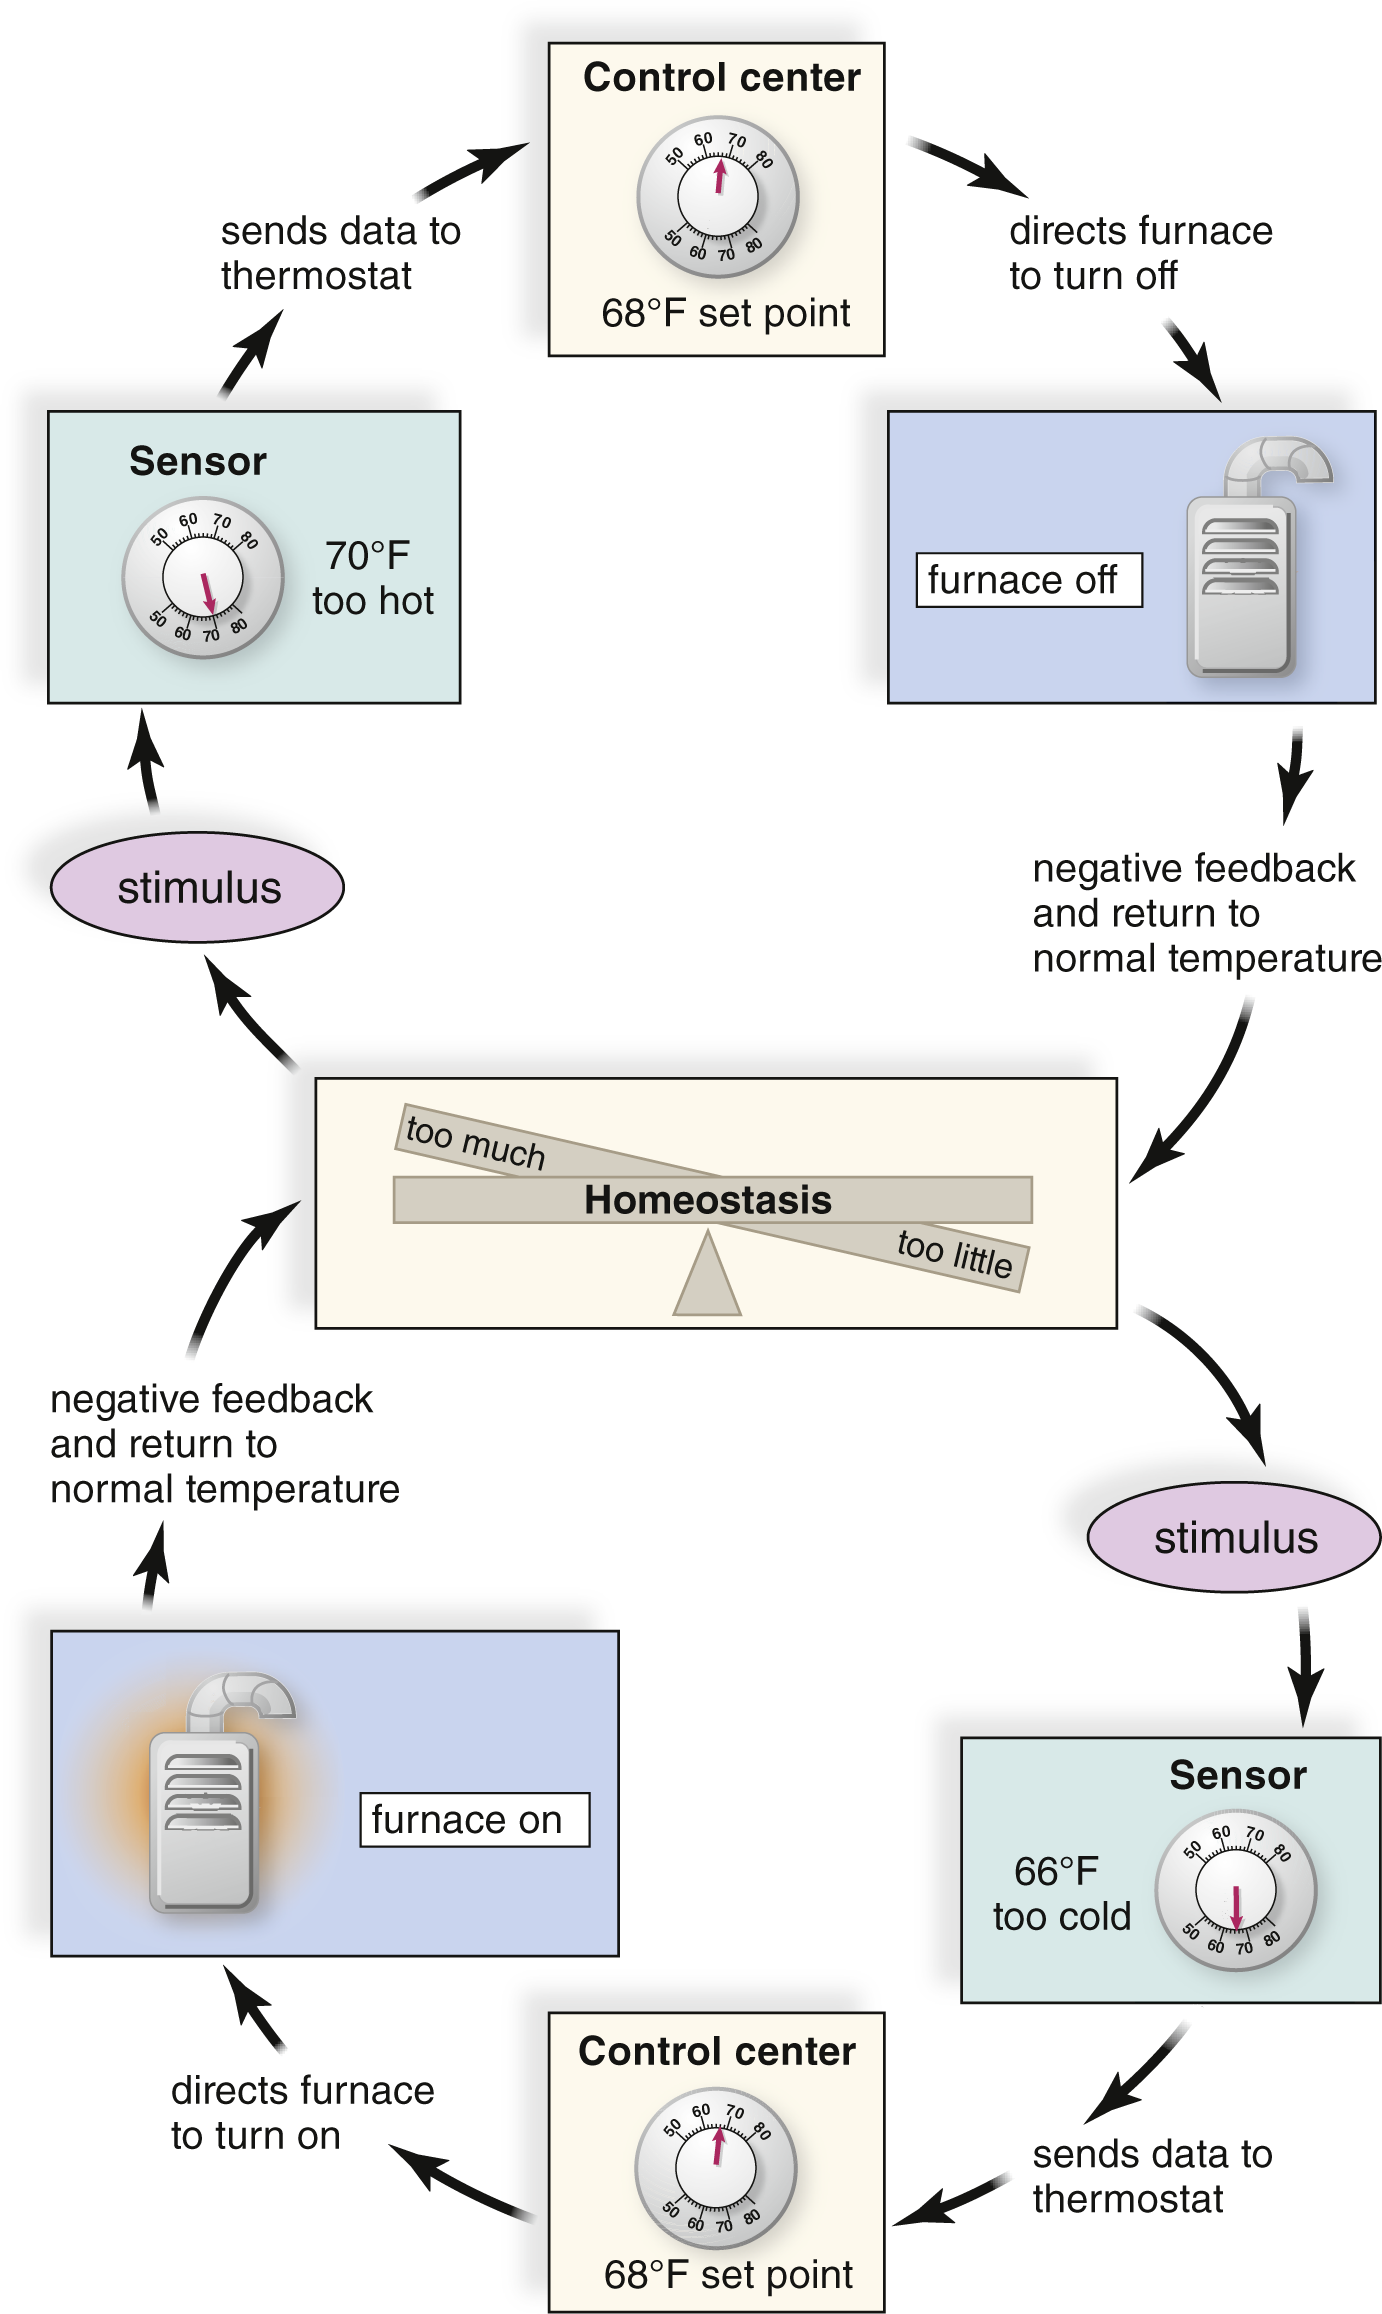 Control center
50 60 70 80
50 60 70 80
68°F set point
sends data to
thermostat
directs furnace
to turn off
Sensor
50 60 70 80
50 60 70 80
70°F
too hot
furnace off
stimulus
negative feedback
and return to
normal temperature
too much
Homeostasis
too little
negative feedback
and return to
normal temperature
stimulus
furnace on
Sensor
50 60 70 80
50 60 70 80
66°F
too cold
directs furnace
to turn on
Control center
50 60 70 80
50 60 70 80
68°F set point
sends data to
thermostat